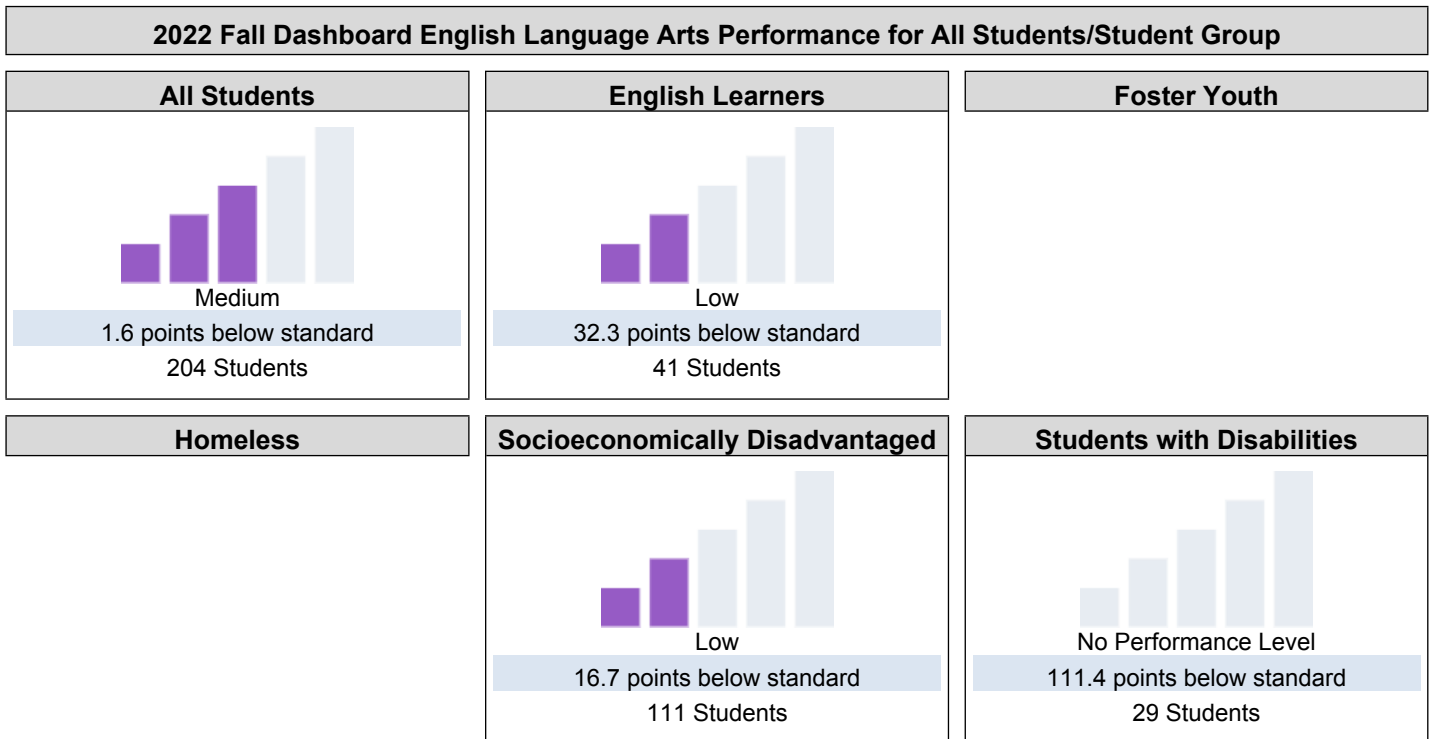 2022 Fall Dashboard English Language Arts Performance for All Students/Student Group
All Students
Medium
1.6 points below standard
204 Students
English Learners
Low
32.3 points below standard
41 Students
Foster Youth
Homeless
Socioeconomically Disadvantaged
Low
16.7 points below standard
111 Students
Students with Disabilities
No Performance Level
111.4 points below standard
29 Students